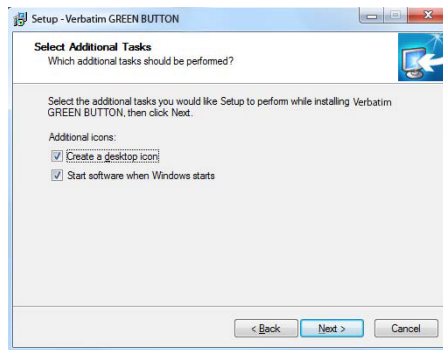 Setup - Verbatim GREEN BUTTON
Select Additional Tasks
Which additional tasks should be performed?
Select the additional tasks you would like Setup to perform while installing Verbatim
GREEN BUTTON, then click Next.
Additional icons:
Create a desktop icon
Start software when Windows starts
< Back Next > Cancel